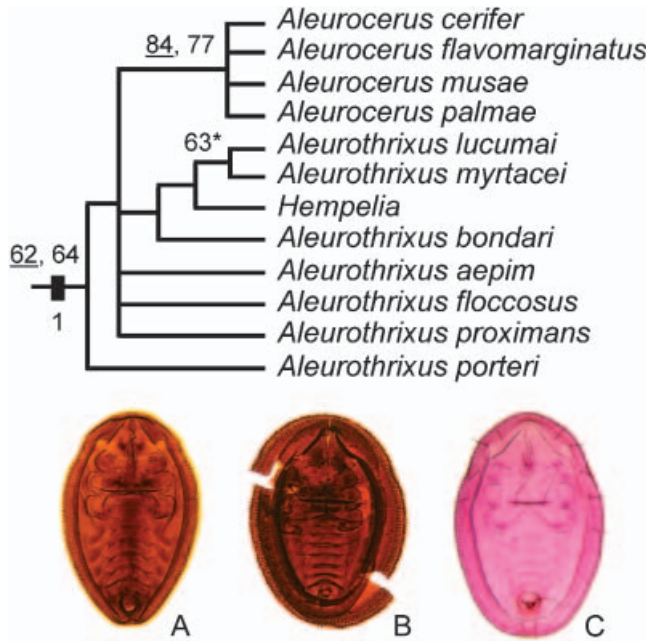 Aleurocerus cerifer
84, 77
Aleurocerus flavomarginatus
Aleurocerus musae
Aleurocerus palmae
63*
Aleurothrixus lucumai
Aleurothrixus myrtacei
Hempelia
Aleurothrixus bondari
62, 64
Aleurothrixus aepim
Aleurothrixus floccosus
1
Aleurothrixus proximans
Aleurothrixus porteri
A B C